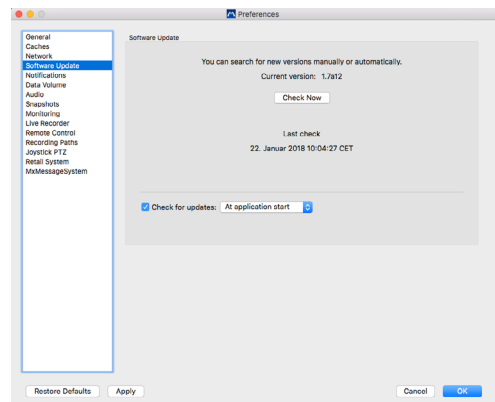 Preferences
General
Caches
Network
Software Update
Notifications
Data Volume
Audio
Snapshots
Monitoring
Live Recorder
Remote Control
Recording Paths
Joystick PTZ
Retail System
MxMessageSystem
Software Update
You can search for new versions manually or automatically.
Current version: 1.7a12
Check Now
Last check
22. Januar 2018 10:04:27 CET
Check for updates: At application start
Restore Defaults Apply Cancel OK